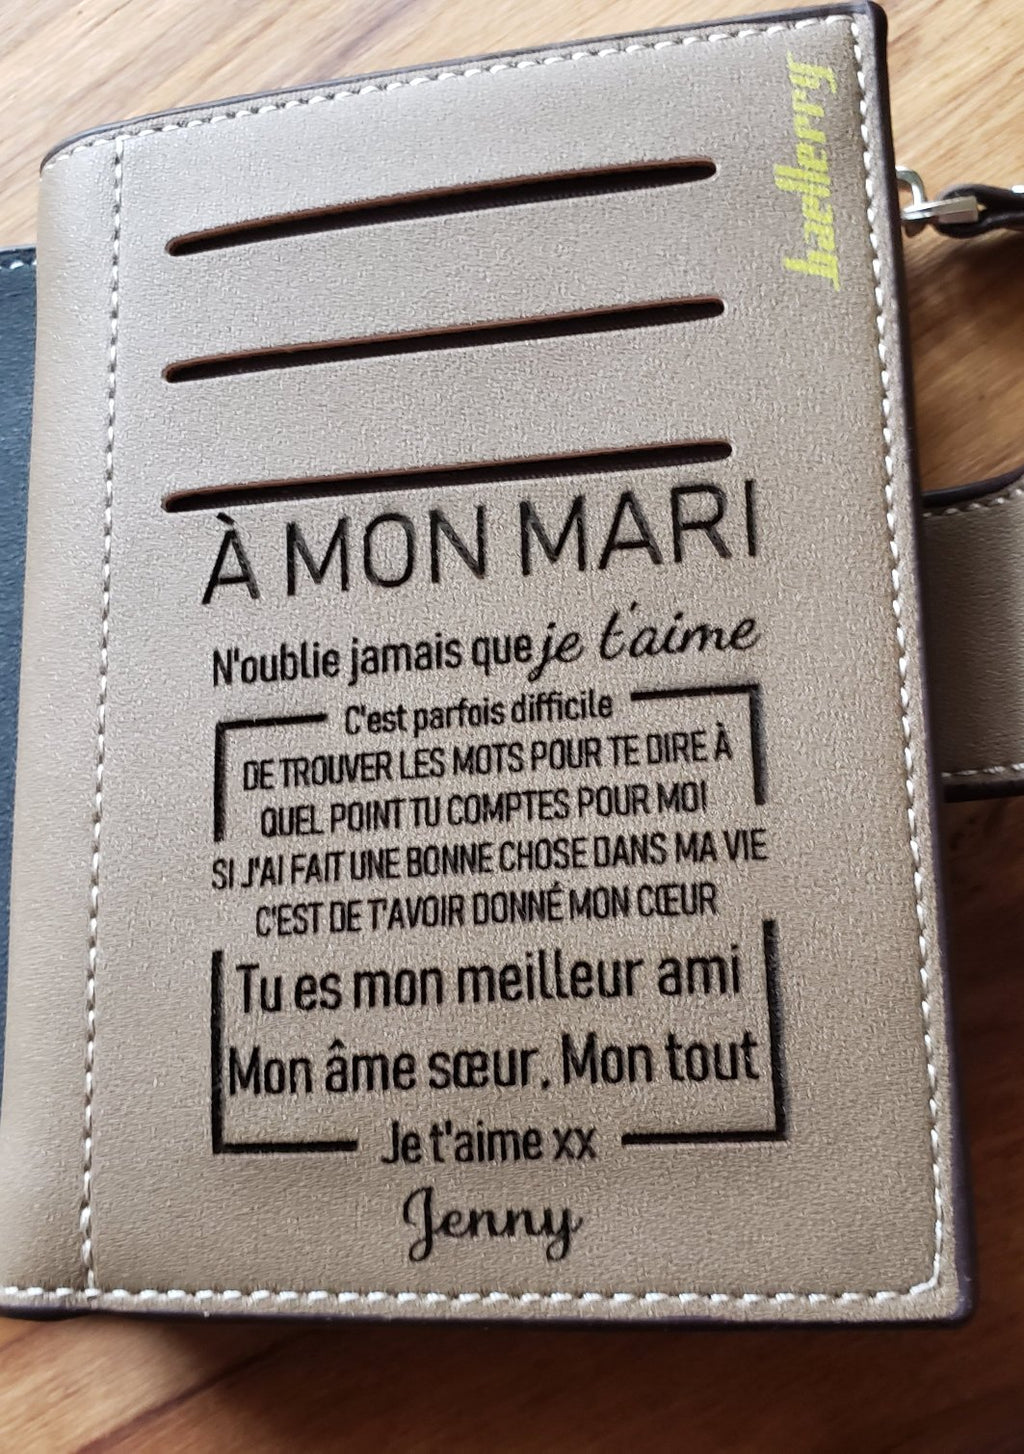 baellerry
À MON MARI
N'oublie jamais que je t'aime
C'est parfois difficile
DE TROUVER LES MOTS POUR TE DIRE À
QUEL POINT TU COMPTES POUR MOI
SI J'AI FAIT UNE BONNE CHOSE DANS MA VIE
C'EST DE T'AVOIR DONNÉ MON CŒUR
Tu es mon meilleur ami
Mon âme sœur, Mon tout
Je t'aime xx
Jenny